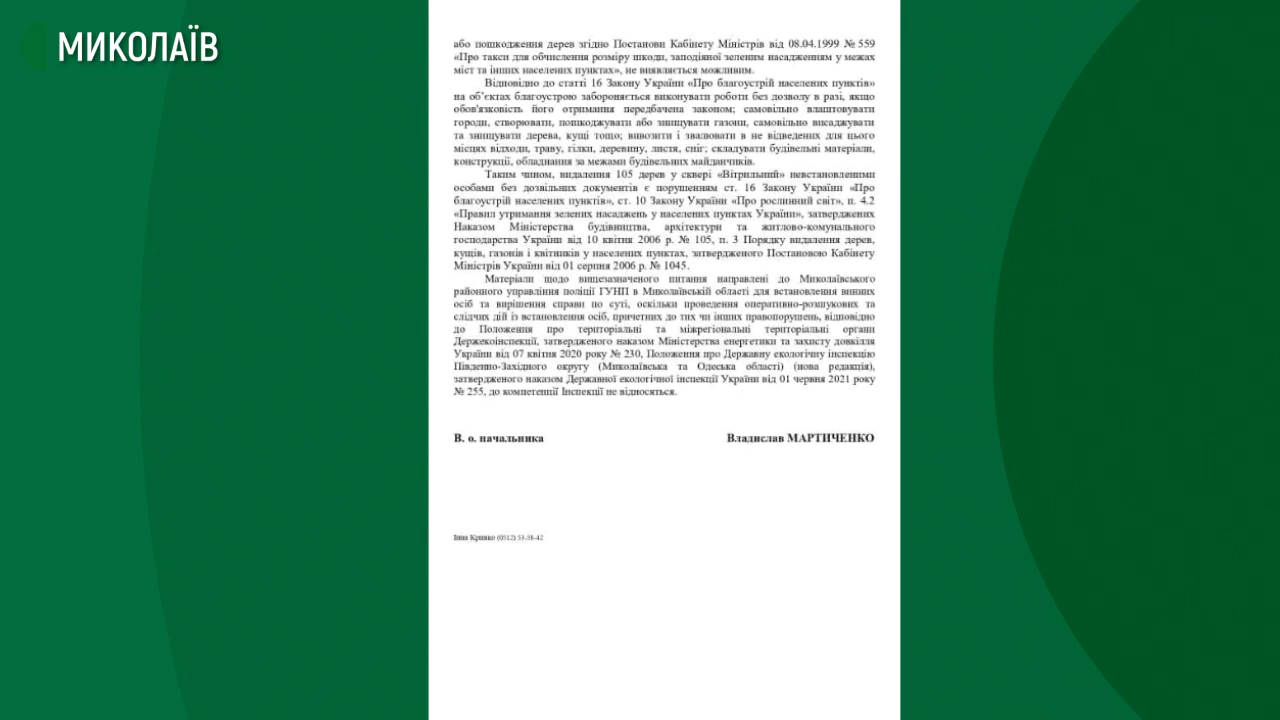 МИКОЛАЇВ
або пошкодження дерев згідно Постанови Кабінету Міністрів від 08.04.1999 № 559
«Про такси для обчислення розміру шкоди, заподіяної зеленим насадженням у межах
міст та інших населених пунктів», не виявляється можливим.
Відповідно до статті 16 Закону України «Про благоустрій населених пунктів»
на об’єктах благоустрою забороняється виконувати роботи без дозволу в разі, якщо
обов'язковість його отримання передбачена законом; самовільно влаштовувати
городи, створювати, пошкоджувати або знищувати газони, самовільно висаджувати
та знищувати дерева, кущі тощо; вивозити і звалювати в не відведених для цього
місцях відходи, траву, гілки, деревину, листя, сніг; складувати будівельні матеріали,
конструкції, обладнання за межами будівельних майданчиків.
Таким чином, видалення 105 дерев у сквері «Вітрильний» невстановленими
особами без дозвільних документів є порушенням ст. 16 Закону України «Про
благоустрій населених пунктів», ст. 10 Закону України «Про рослинний світ», п. 4.2
«Правил утримання зелених насаджень у населених пунктах України», затверджених
Наказом Міністерства будівництва, архітектури та житлово-комунального
господарства України від 10 квітня 2006 р. № 105, п. 3 Порядку видалення дерев,
кущів, газонів і квітників у населених пунктах, затвердженого Постановою Кабінету
Міністрів України від 01 серпня 2006 р. № 1045.
Матеріали щодо вищезазначеного питання направлені до Миколаївського
районного управління поліції ГУНП в Миколаївській області для встановлення винних
осіб та вирішення справи по суті, оскільки проведення оперативно-розшукових та
слідчих дій із встановлення осіб, причетних до тих чи інших правопорушень, відповідно
до Положення про територіальні та міжрегіональні територіальні органи
Держекоінспекції, затвердженого наказом Міністерства енергетики та захисту довкілля
України від 07 квітня 2020 року № 230, Положення про Державну екологічну інспекцію
Південно-Західного округу (Миколаївська та Одеська області) (нова редакція),
затвердженого наказом Державної екологічної інспекції України від 01 червня 2021 року
№ 255, до компетенції Інспекції не відносяться.
В. о. начальника Владислав МАРТИЧЕНКО
(0512) 53-58-42